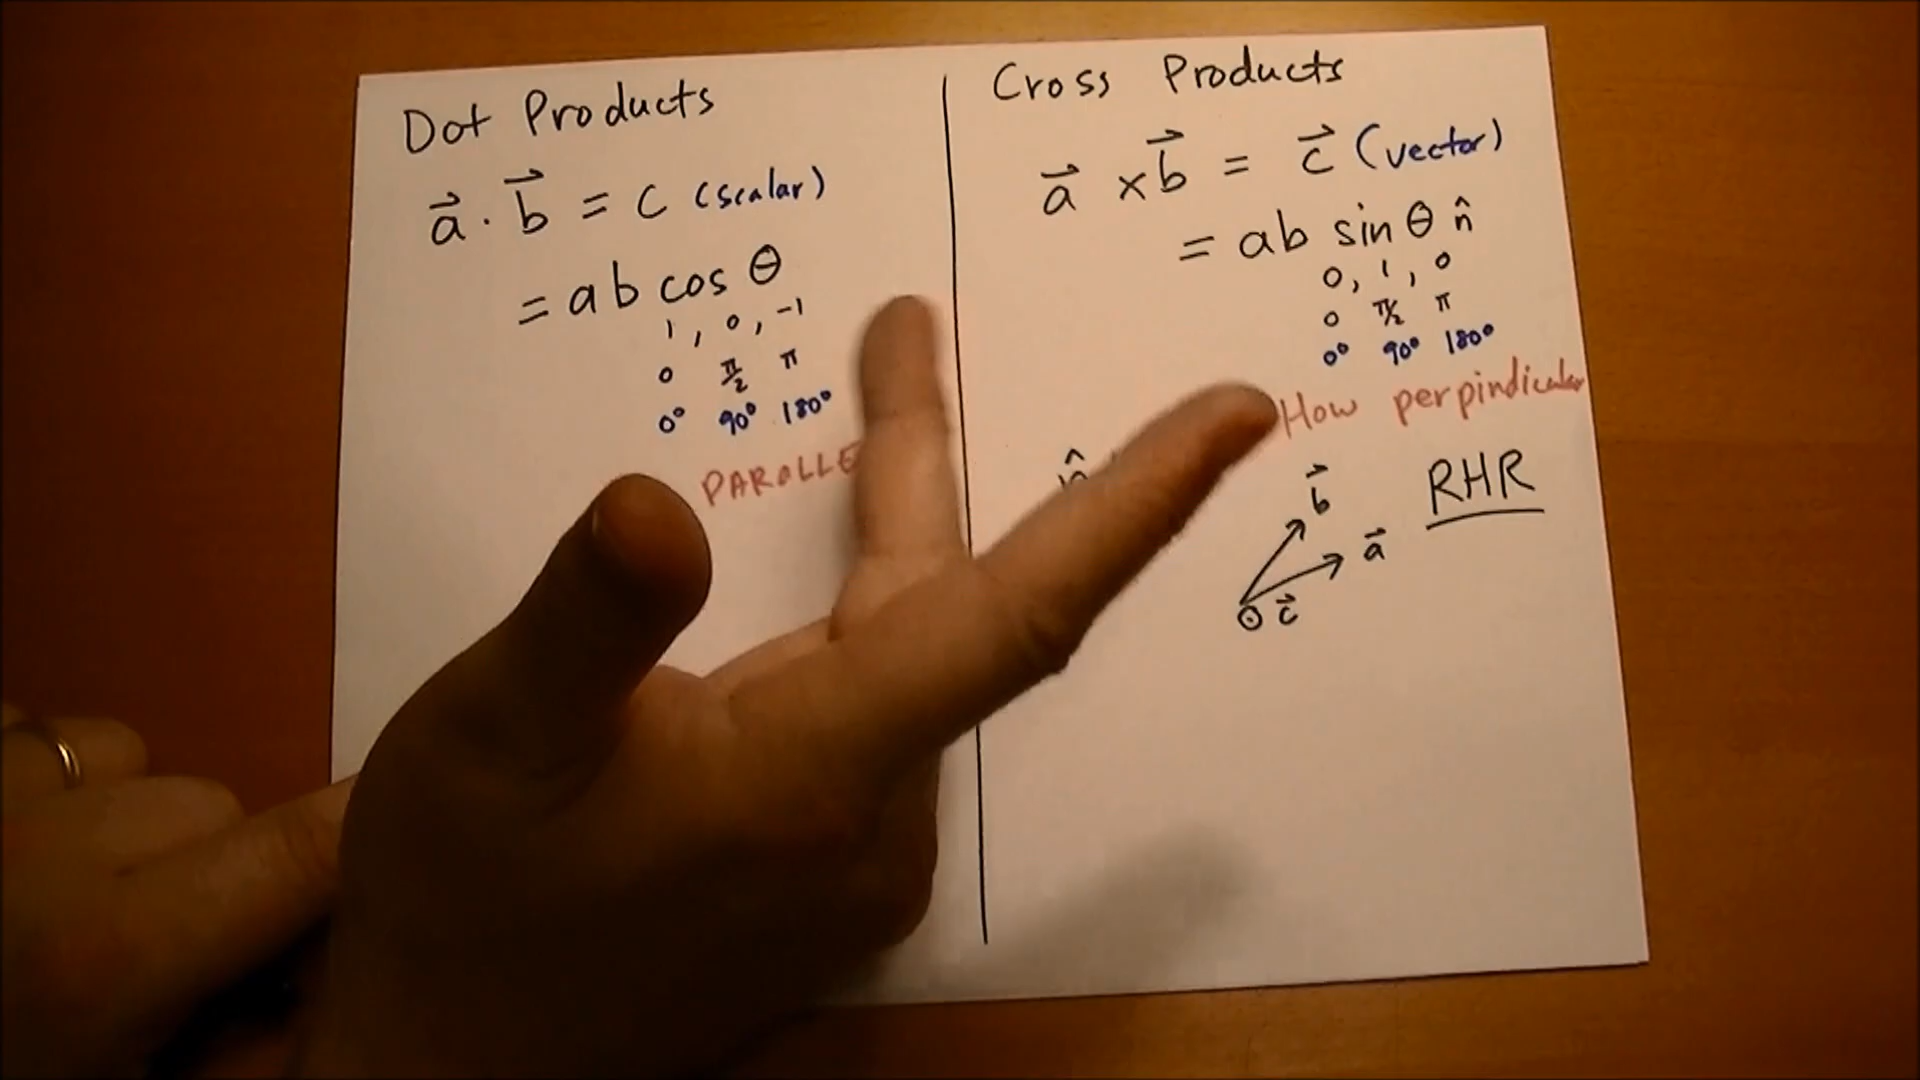 Dot Products
a⃗ · b⃗ = c (scalar)
= ab cos θ
1, 0, -1
0 π/2 π
0° 90° 180°
PAROLLE
Cross Products
a⃗ × b⃗ = c⃗ (vector)
= ab sin θ n̂
0, 1, 0
0 π/2 π
0° 90° 180°
How perpindicular
b⃗
RHR
a⃗
c⃗